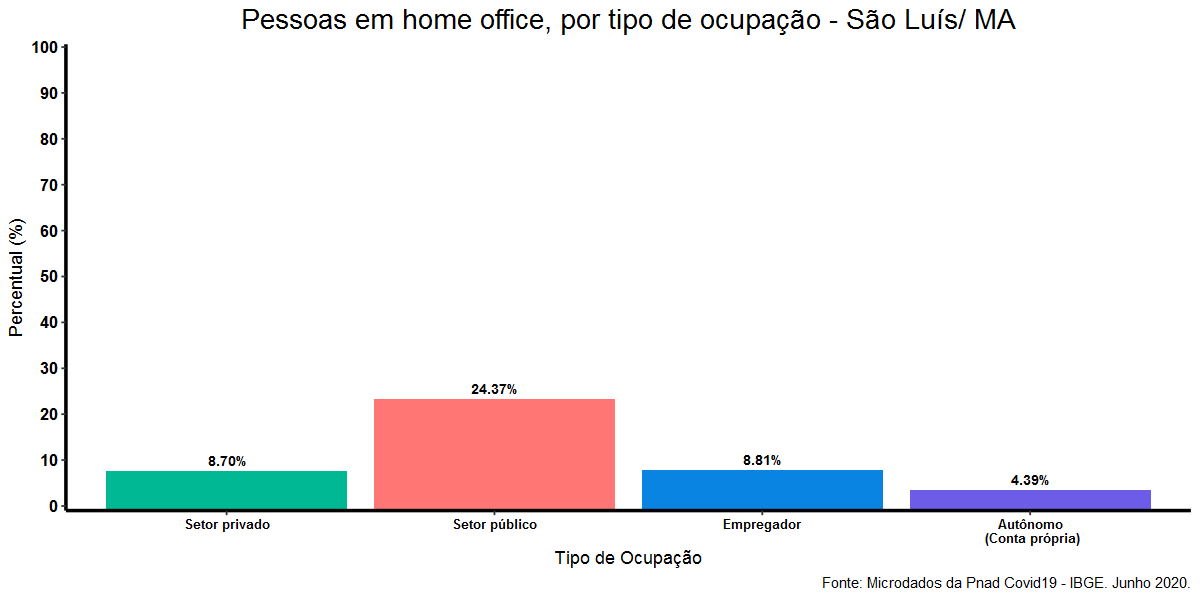 Pessoas em home office, por tipo de ocupação - São Luís/ MA
100
90
80
70
60
50
40
30
20
10
0
Percentual (%)
8.70%
24.37%
8.81%
4.39%
Setor privado
Setor público
Empregador
Autônomo
(Conta própria)
Tipo de Ocupação
Fonte: Microdados da Pnad Covid19 - IBGE. Junho 2020.